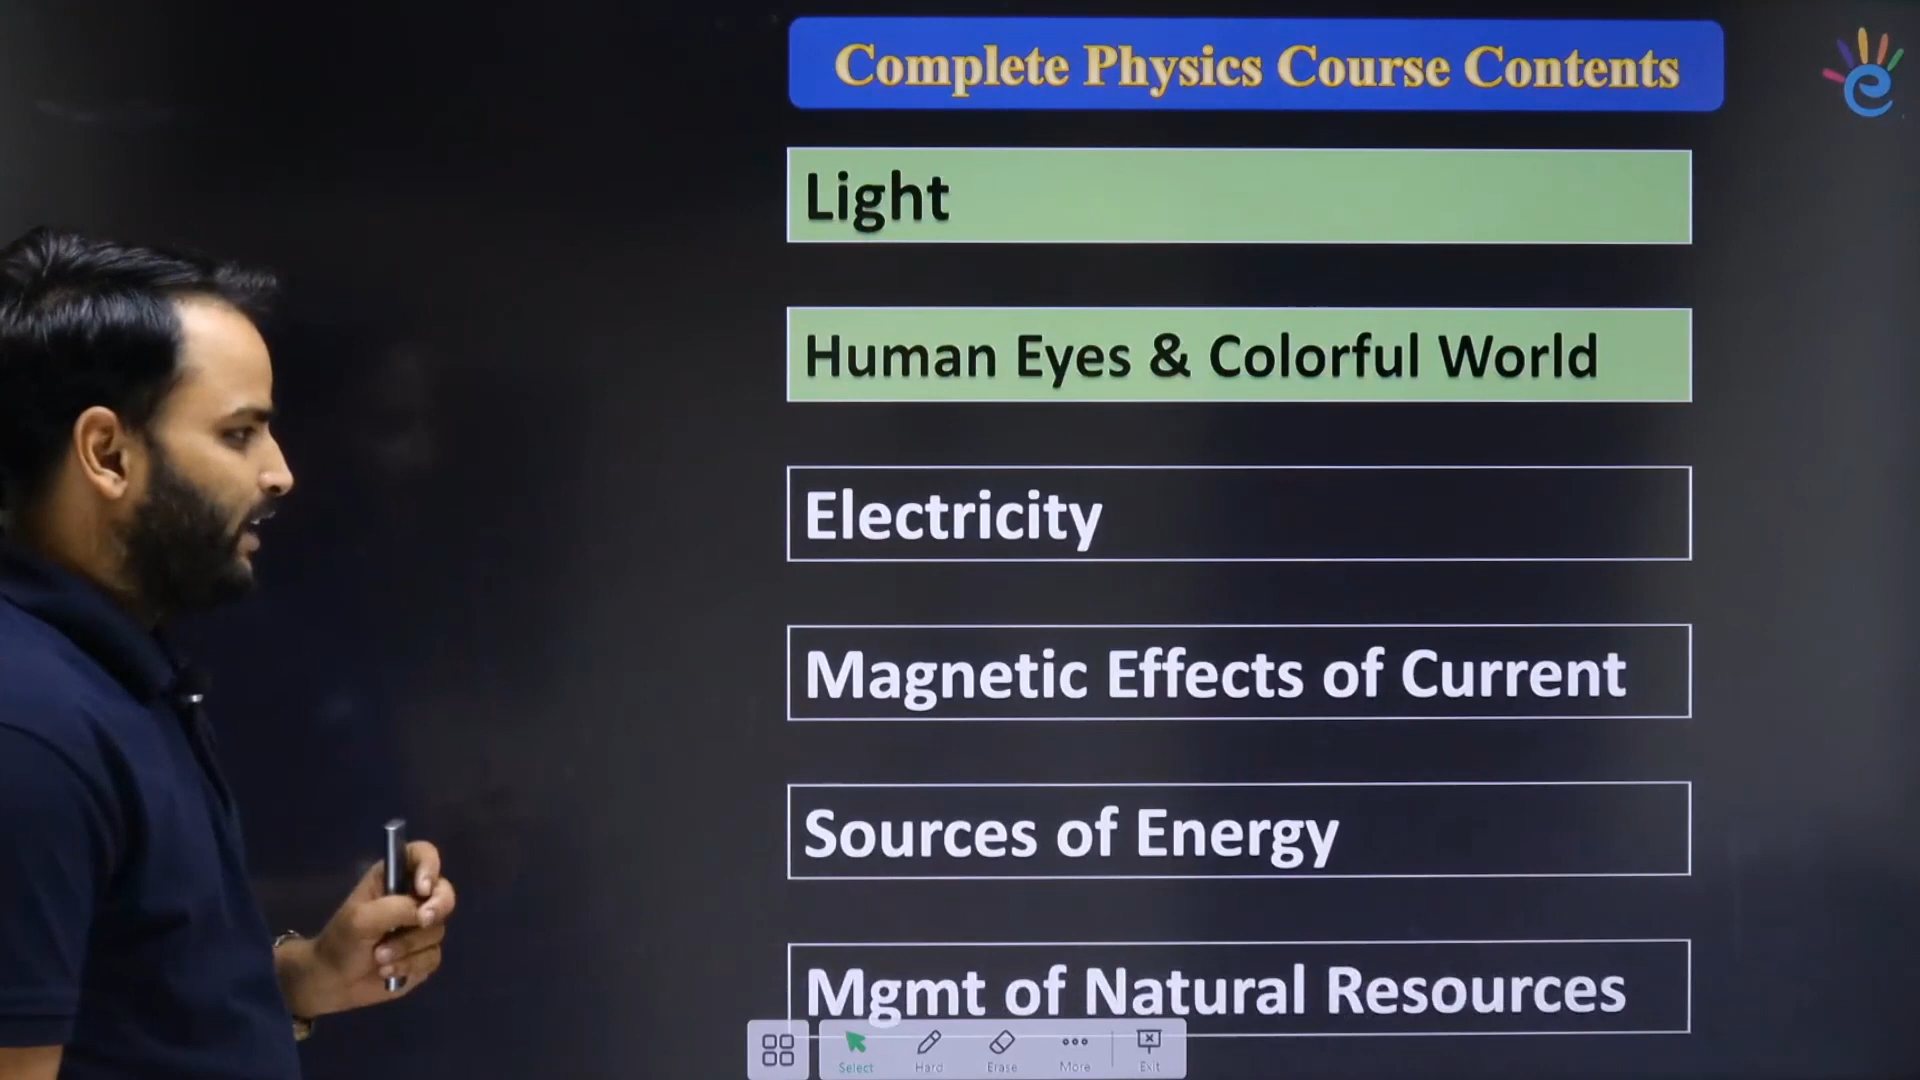 Complete Physics Course Contents
Light
Human Eyes & Colorful World
Electricity
Magnetic Effects of Current
Sources of Energy
Mgmt of Natural Resources
Select Hard Erase More Exit